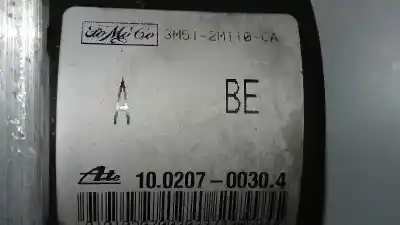 FoMoCo 3M51-2M110-CA
A BE
Ate 10.0207-0030.4